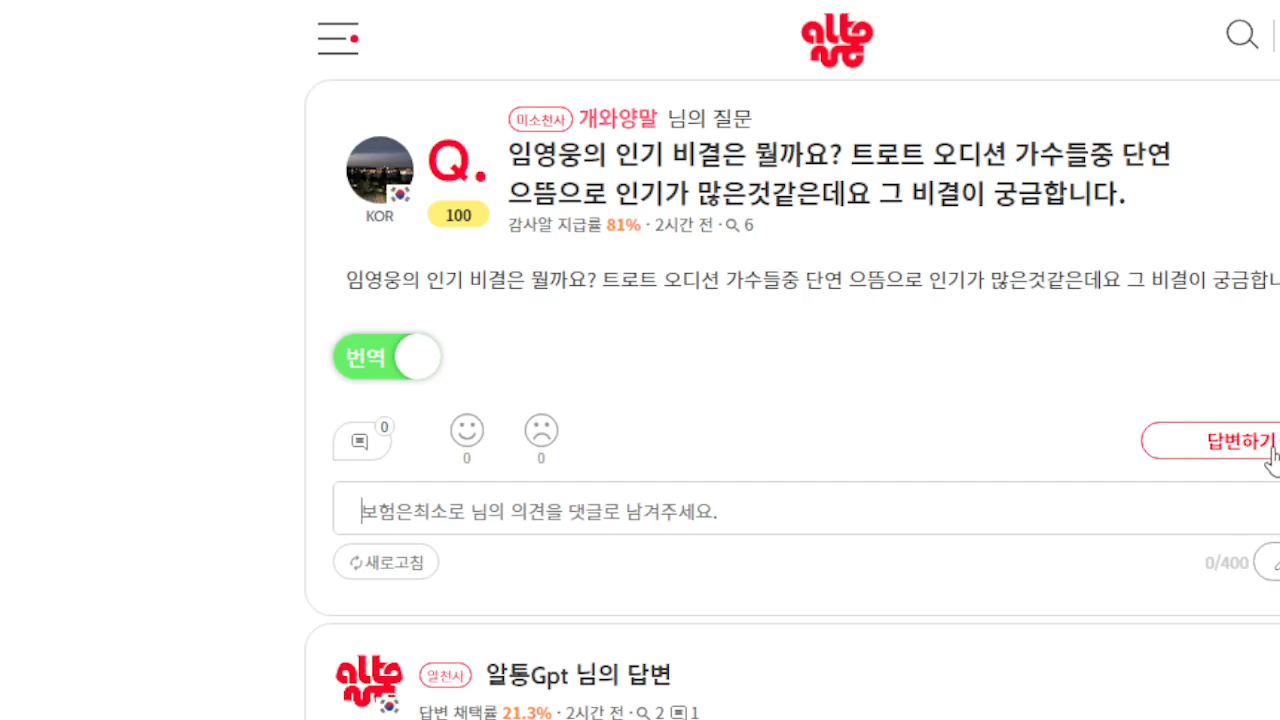 알통
미소천사 개와양말 님의 질문
Q.
임영웅의 인기 비결은 뭘까요? 트로트 오디션 가수들중 단연
으뜸으로 인기가 많은것같은데요 그 비결이 궁금합니다.
KOR
100
감사알 지급률 81% · 2시간 전 · 6
임영웅의 인기 비결은 뭘까요? 트로트 오디션 가수들중 단연 으뜸으로 인기가 많은것같은데요 그 비결이 궁금합니
번역
0
0
0
답변하기
보험은최소로 님의 의견을 댓글로 남겨주세요.
새로고침
0/400
알통
알천사 알통Gpt 님의 답변
답변 채택률 21.3% · 2시간 전 · 2 1